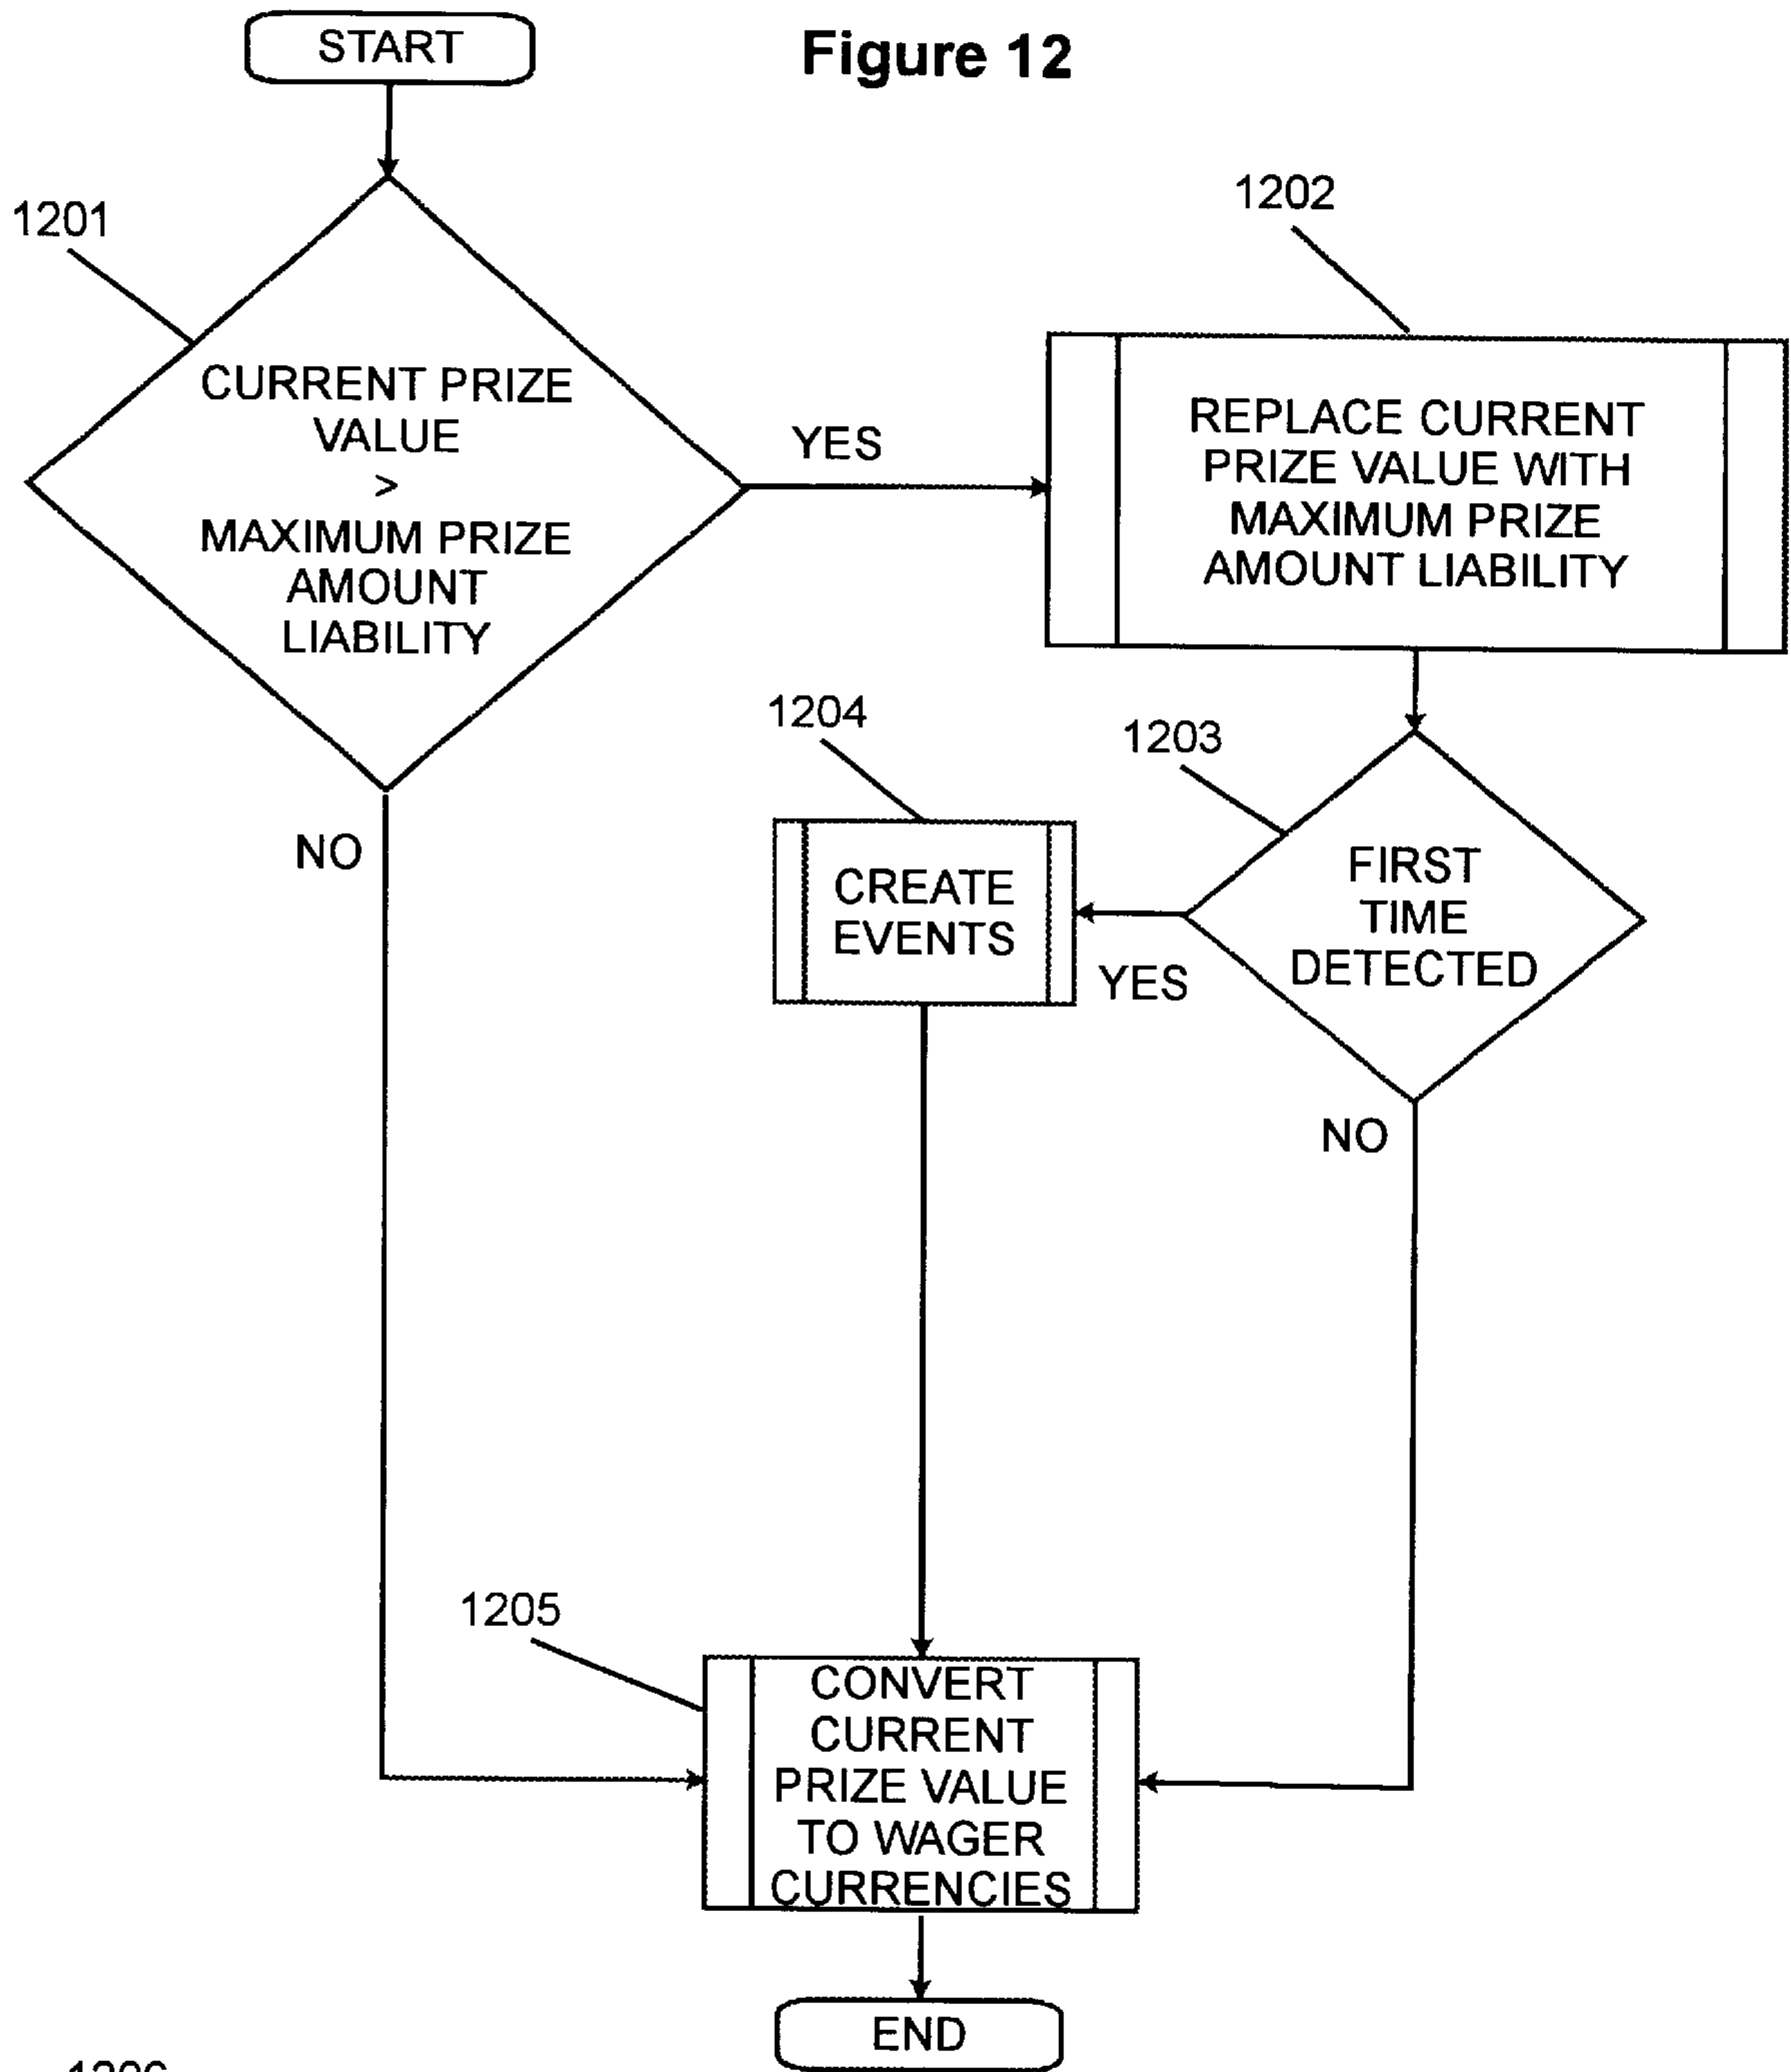 START
Figure 12
1201
1202
CURRENT PRIZE
VALUE
>
MAXIMUM PRIZE
AMOUNT
LIABILITY
YES
REPLACE CURRENT
PRIZE VALUE WITH
MAXIMUM PRIZE
AMOUNT LIABILITY
1204
1203
NO
CREATE
EVENTS
FIRST
TIME
DETECTED
YES
NO
1205
CONVERT
CURRENT
PRIZE VALUE
TO WAGER
CURRENCIES
END